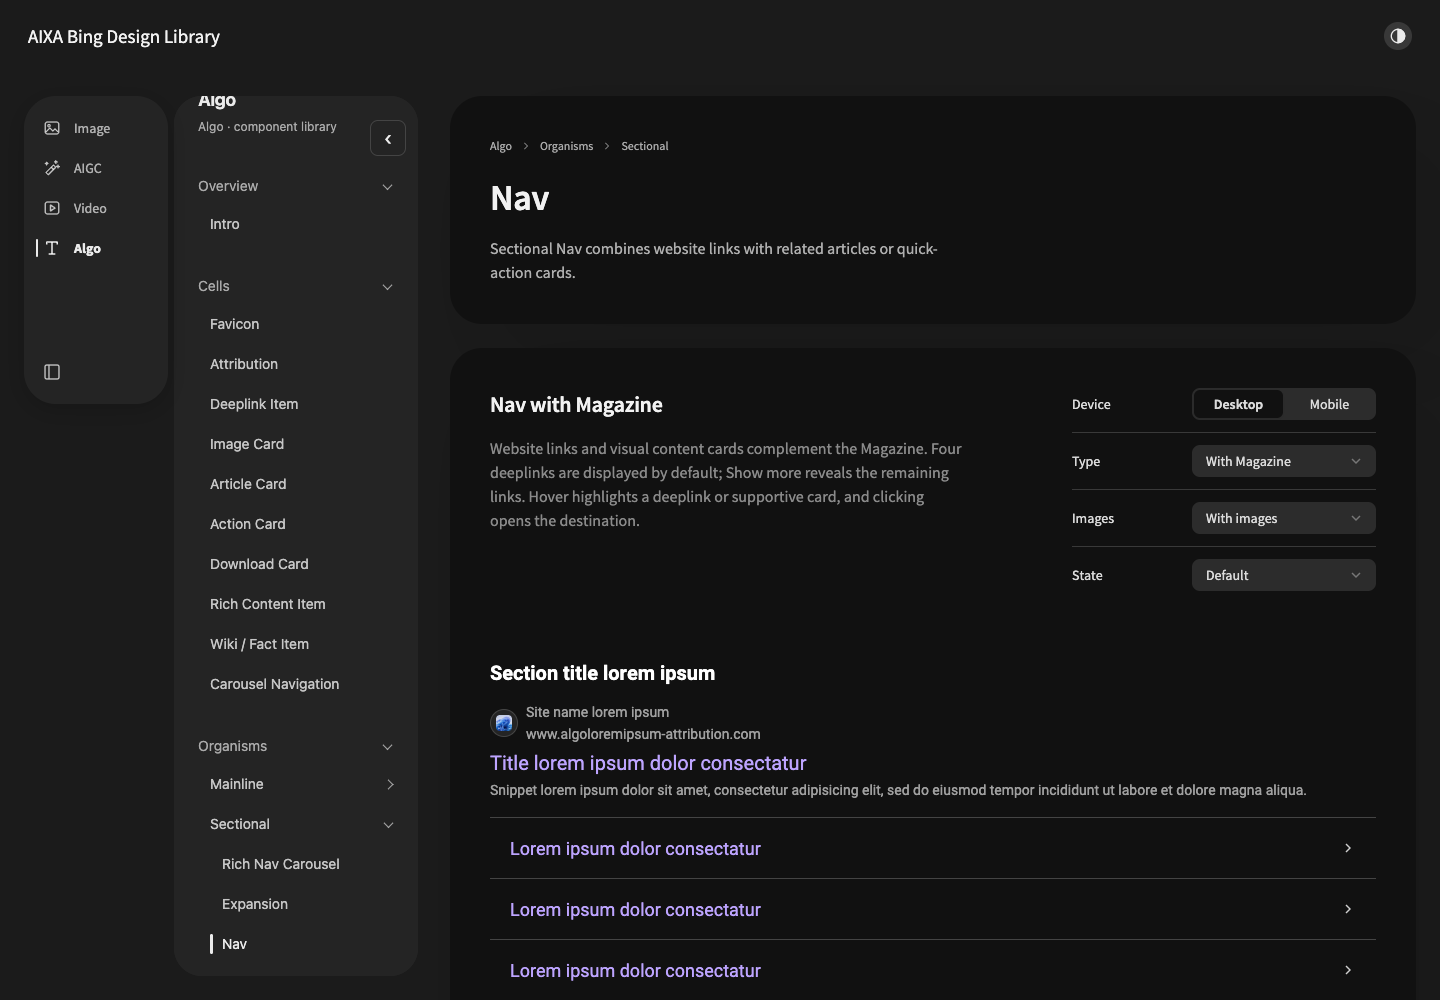 AIXA Bing Design Library
Image
AIGC
Video
Algo
Algo
Algo · component library
Overview
Intro
Cells
Favicon
Attribution
Deeplink Item
Image Card
Article Card
Action Card
Download Card
Rich Content Item
Wiki / Fact Item
Carousel Navigation
Organisms
Mainline
Sectional
Rich Nav Carousel
Expansion
Nav
Algo > Organisms > Sectional
Nav
Sectional Nav combines website links with related articles or quick-
action cards.
Nav with Magazine
Website links and visual content cards complement the Magazine. Four
deeplinks are displayed by default; Show more reveals the remaining
links. Hover highlights a deeplink or supportive card, and clicking
opens the destination.
Device Desktop Mobile
Type With Magazine
Images With images
State Default
Section title lorem ipsum
Site name lorem ipsum
www.algoloremipsum-attribution.com
Title lorem ipsum dolor consectatur
Snippet lorem ipsum dolor sit amet, consectetur adipisicing elit, sed do eiusmod tempor incididunt ut labore et dolore magna aliqua.
Lorem ipsum dolor consectatur
Lorem ipsum dolor consectatur
Lorem ipsum dolor consectatur